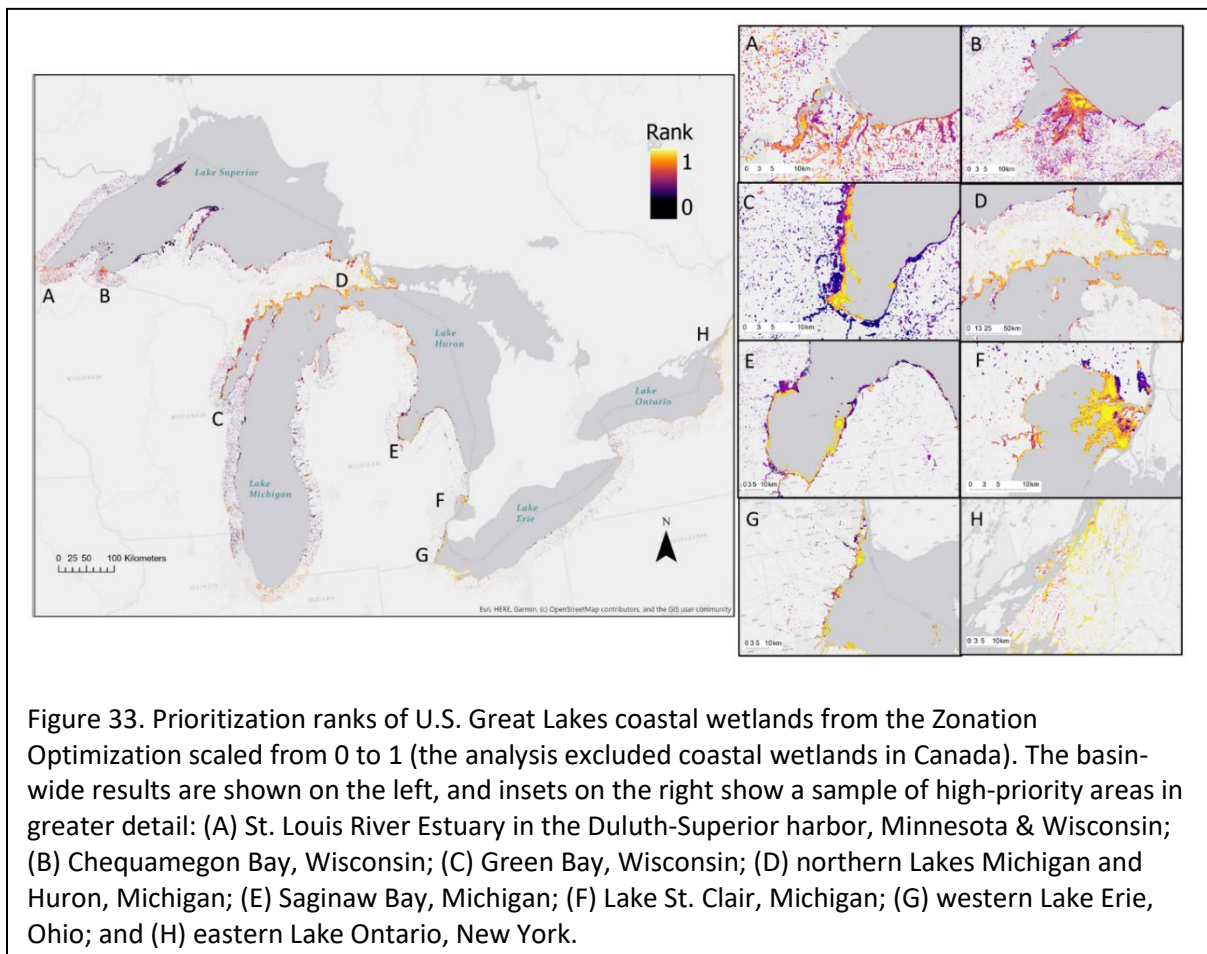 Lake Superior
Rank
1
0
D
A
B
H
Lake Huron
Lake Ontario
C
E
WISCONSIN
MICHIGAN
Lake Michigan
F
Lake Erie
G
N
0 25 50 100 Kilometers
ILLINOIS
INDIANA
Esri, HERE, Garmin, (c) OpenStreetMap contributors, and the GIS user community
A
0 3 5 10km
B
0 3 5 10km
C
0 3 5 10km
D
0 13 25 50km
E
0 3 5 10km
F
0 3 5 10km
G
0 3 5 10km
H
0 3 5 10km
Figure 33. Prioritization ranks of U.S. Great Lakes coastal wetlands from the Zonation
Optimization scaled from 0 to 1 (the analysis excluded coastal wetlands in Canada). The basin-
wide results are shown on the left, and insets on the right show a sample of high-priority areas in
greater detail: (A) St. Louis River Estuary in the Duluth-Superior harbor, Minnesota & Wisconsin;
(B) Chequamegon Bay, Wisconsin; (C) Green Bay, Wisconsin; (D) northern Lakes Michigan and
Huron, Michigan; (E) Saginaw Bay, Michigan; (F) Lake St. Clair, Michigan; (G) western Lake Erie,
Ohio; and (H) eastern Lake Ontario, New York.